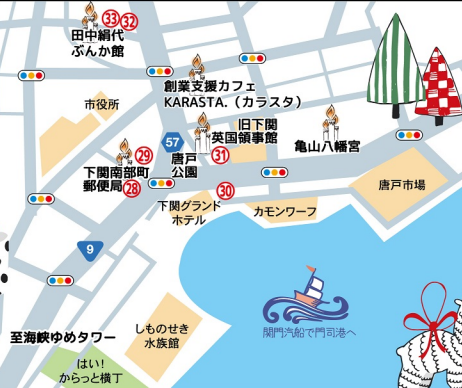 ㉝ ㉜
田中絹代
ぶんか館
創業支援カフェ
KARASTA.（カラスタ）
市役所
旧下関
英国領事館
亀山八幡宮
57
㉙
下関南部町
郵便局㉘
唐戸
公園
㉛
㉚
下関グランド
ホテル
カモンワーフ
唐戸市場
9
関門汽船で門司港へ
至海峡ゆめタワー
しものせき
水族館
はい！
からっと横丁